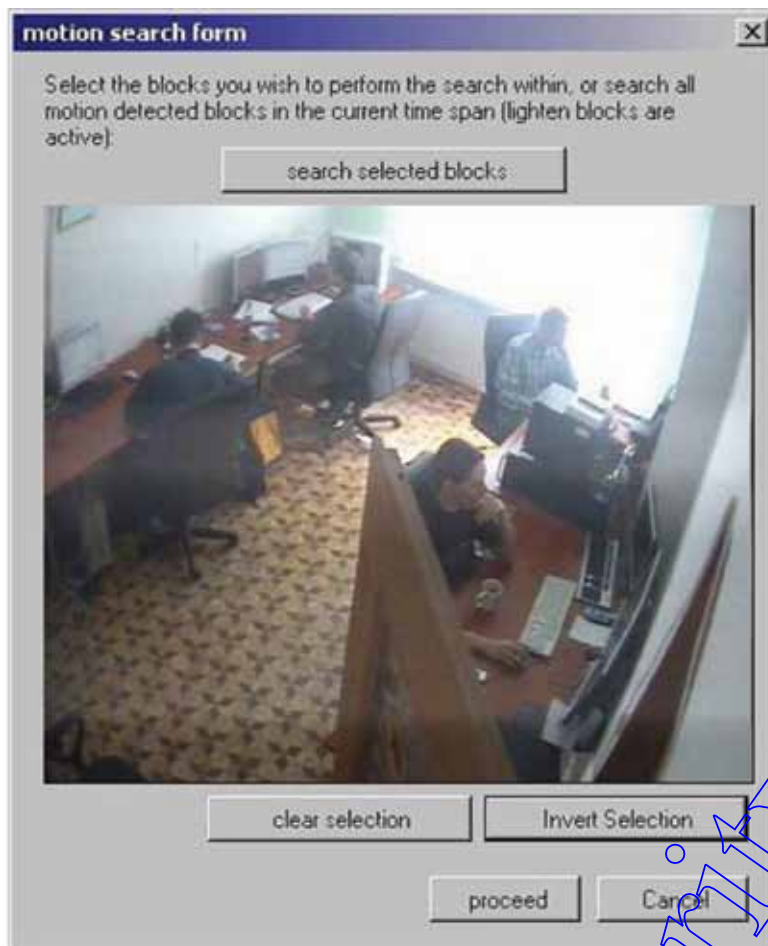 motion search form
Select the blocks you wish to perform the search within, or search all
motion detected blocks in the current time span (lighten blocks are
active):
search selected blocks
clear selection
Invert Selection
proceed
Cancel